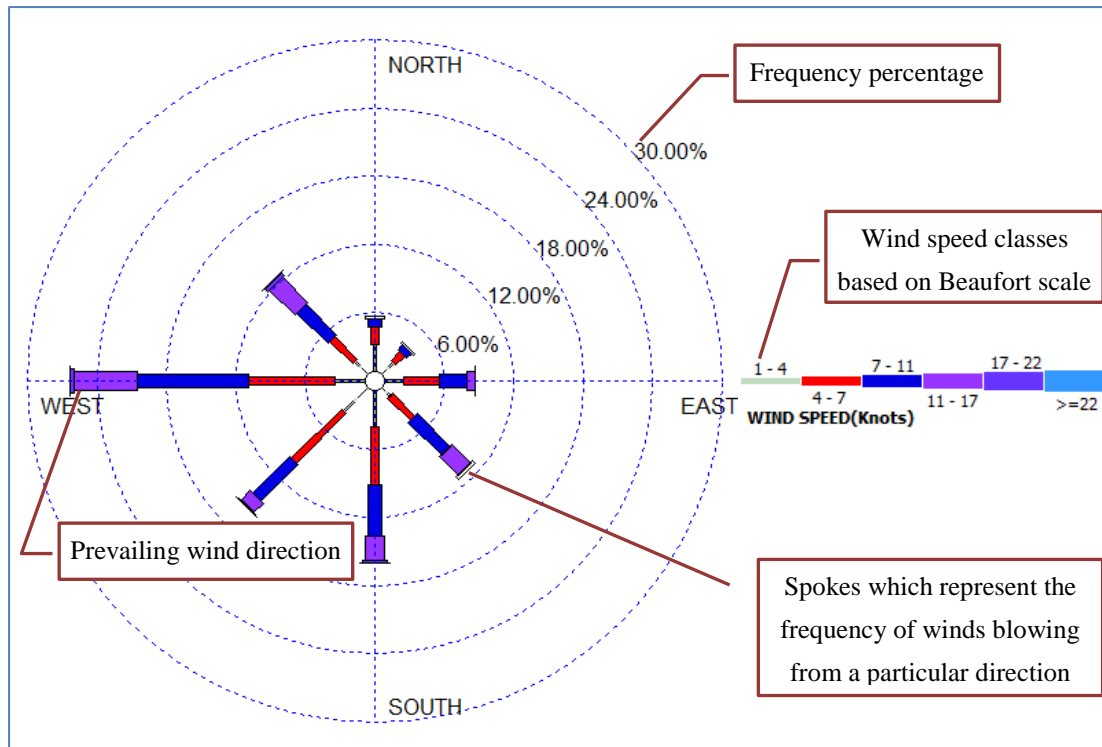 NORTH
Frequency percentage
30.00%
24.00%
18.00%
12.00%
6.00%
Wind speed classes
based on Beaufort scale
1 - 4
7 - 11
17 - 22
4 - 7
11 - 17
>=22
WIND SPEED(Knots)
WEST
EAST
Prevailing wind direction
Spokes which represent the
frequency of winds blowing
from a particular direction
SOUTH